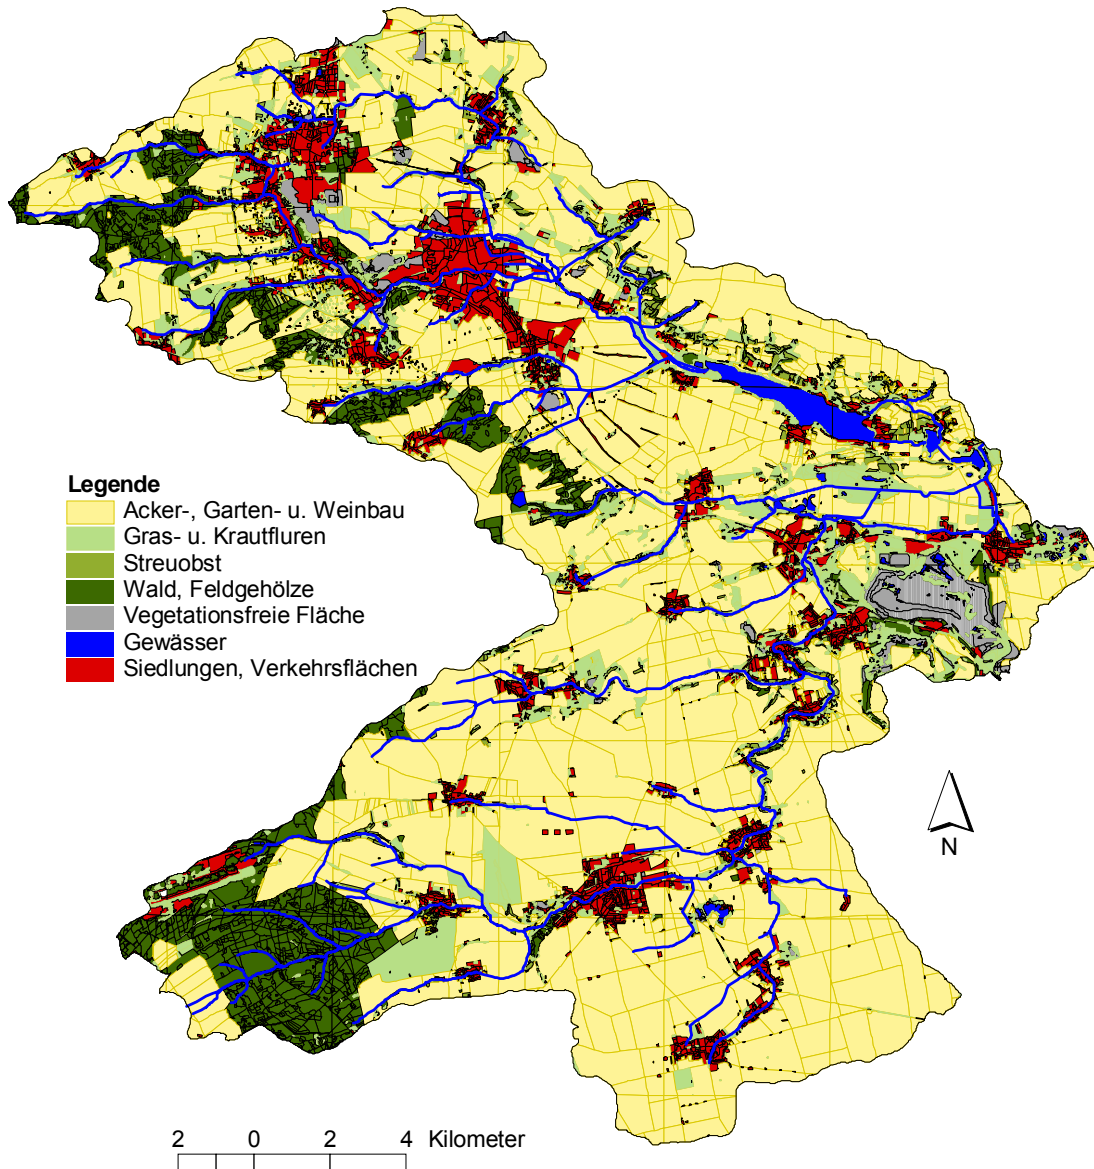 Legende
Acker-, Garten- u. Weinbau
Gras- u. Krautfluren
Streuobst
Wald, Feldgehölze
Vegetationsfreie Fläche
Gewässer
Siedlungen, Verkehrsflächen
N
2 0 2 4 Kilometer